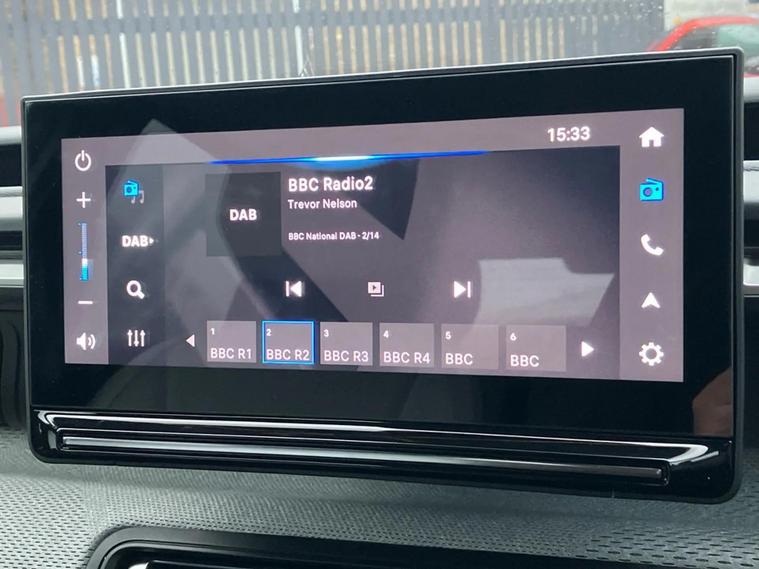 15:33
BBC Radio2
Trevor Nelson
DAB
BBC National DAB - 2/14
DAB
1
BBC R1
2
BBC R2
3
BBC R3
4
BBC R4
5
BBC
6
BBC